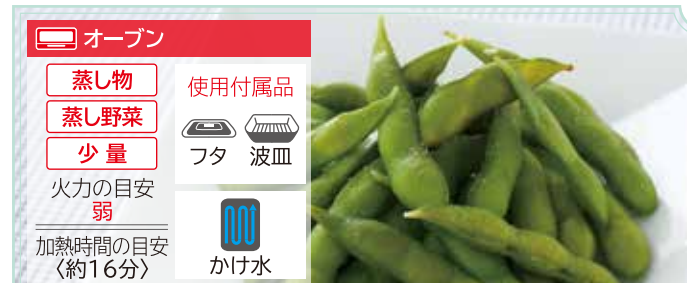 オーブン
蒸し物
蒸し野菜
少量
火力の目安
弱
加熱時間の目安
〈約16分〉
使用付属品
フタ 波皿
かけ水